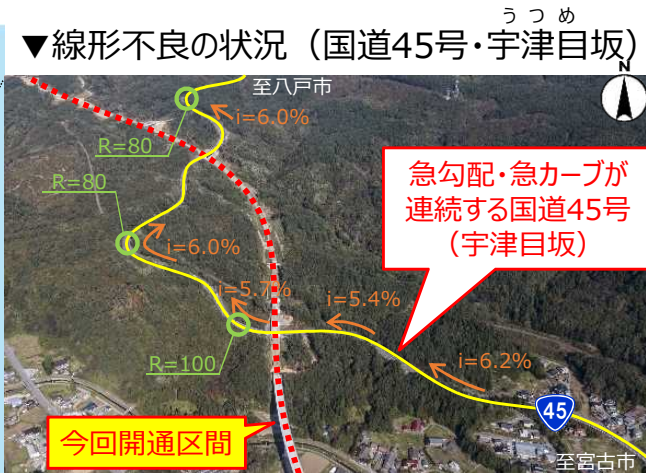 うつめ
▼線形不良の状況（国道45号・宇津目坂）
N
至八戸市
i=6.0%
R=80
R=80
急勾配・急カーブが
連続する国道45号
（宇津目坂）
i=6.0%
i=5.7%
i=5.4%
R=100
i=6.2%
45
今回開通区間
至宮古市